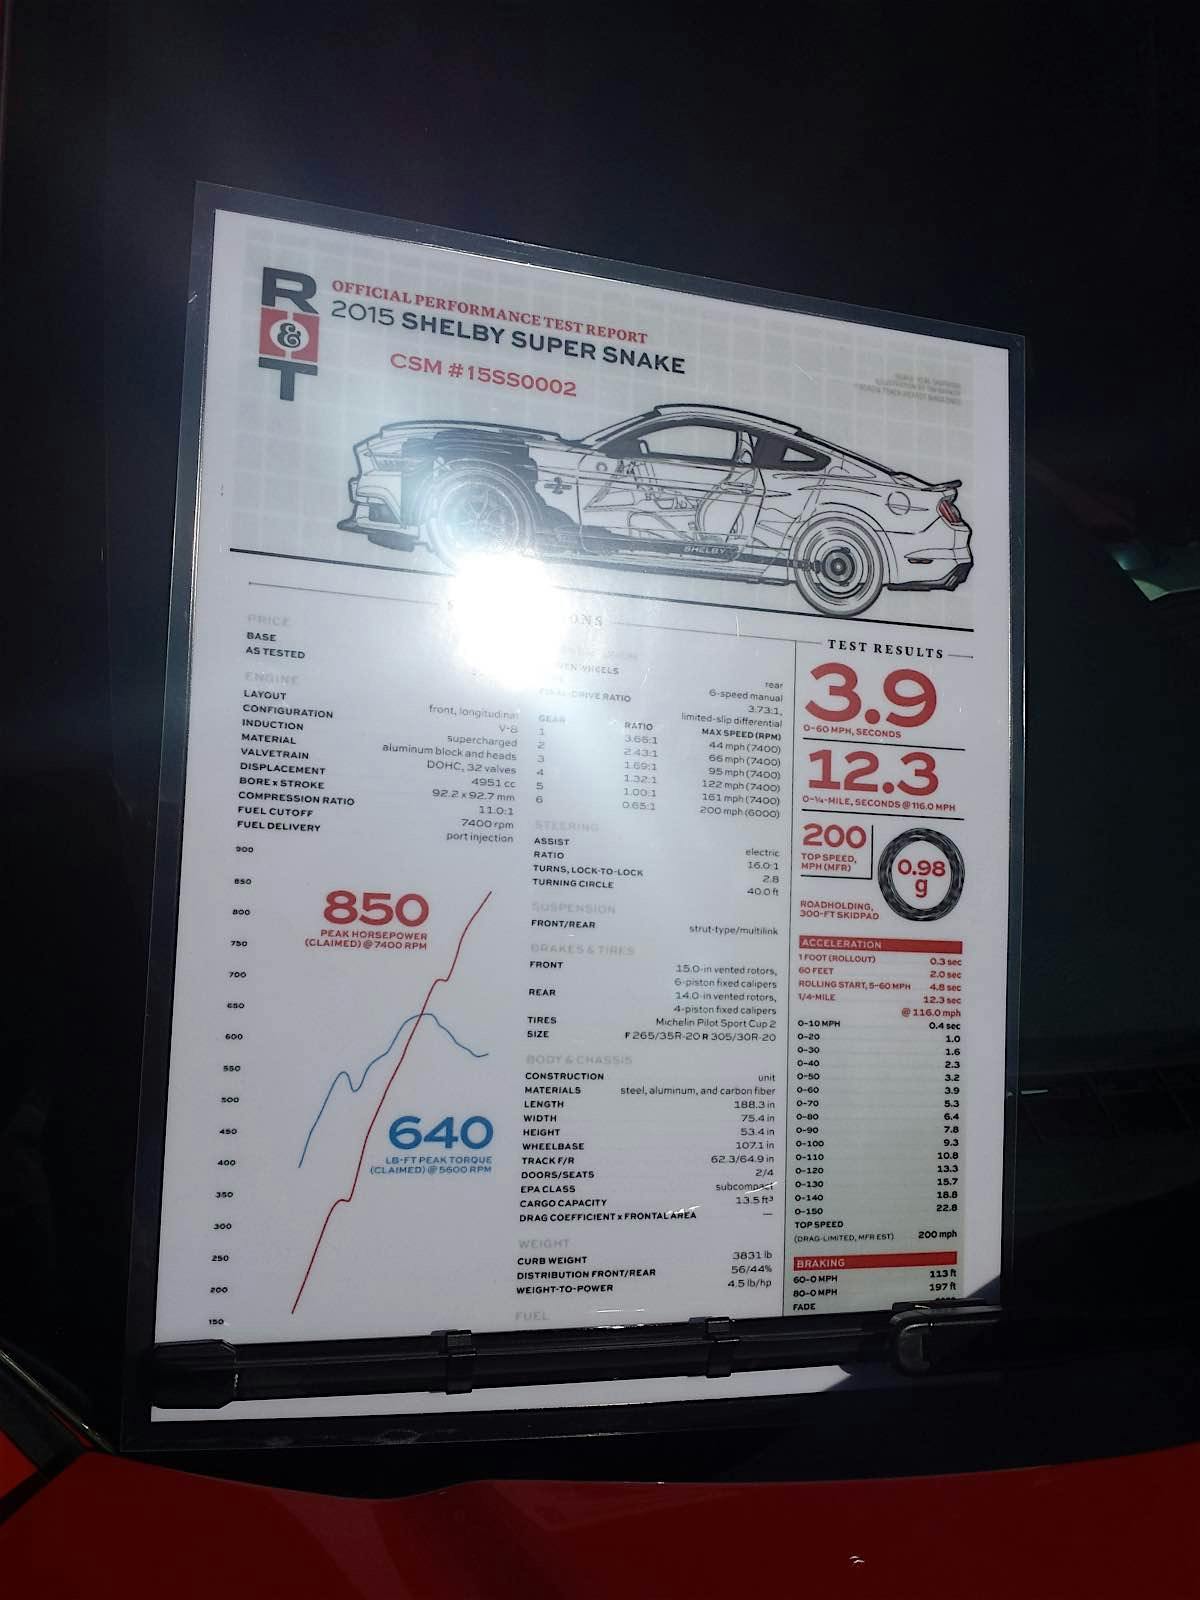 R
&
T
OFFICIAL PERFORMANCE TEST REPORT
2015 SHELBY SUPER SNAKE
CSM #15SS0002
SHELBY
PRICE
BASE
AS TESTED
ENGINE
LAYOUT front, longitudinal
CONFIGURATION V-8
INDUCTION supercharged
MATERIAL aluminum block and heads
VALVETRAIN DOHC, 32 valves
DISPLACEMENT 4951 cc
BORE x STROKE 92.2 x 92.7 mm
COMPRESSION RATIO 11.0:1
FUEL CUTOFF 7400 rpm
FUEL DELIVERY port injection
900
850
800
750
700
650
600
550
500
450
400
350
300
250
200
150
850
PEAK HORSEPOWER
(CLAIMED) @ 7400 RPM
640
LB-FT PEAK TORQUE
(CLAIMED) @ 5600 RPM
WHEELS rear
6-speed manual
FINAL-DRIVE RATIO 3.73:1,
limited-slip differential
GEAR RATIO MAX SPEED (RPM)
1 3.66:1 44 mph (7400)
2 2.43:1 66 mph (7400)
3 1.69:1 95 mph (7400)
4 1.32:1 122 mph (7400)
5 1.00:1 161 mph (7400)
6 0.65:1 200 mph (6000)
STEERING
ASSIST electric
RATIO 16.0:1
TURNS, LOCK-TO-LOCK 2.8
TURNING CIRCLE 40.0 ft
SUSPENSION
FRONT/REAR strut-type/multilink
BRAKES & TIRES
FRONT 15.0-in vented rotors,
6-piston fixed calipers
REAR 14.0-in vented rotors,
4-piston fixed calipers
TIRES Michelin Pilot Sport Cup 2
SIZE F 265/35R-20 R 305/30R-20
BODY & CHASSIS
CONSTRUCTION unit
MATERIALS steel, aluminum, and carbon fiber
LENGTH 188.3 in
WIDTH 75.4 in
HEIGHT 53.4 in
WHEELBASE 107.1 in
TRACK F/R 62.3/64.9 in
DOORS/SEATS 2/4
EPA CLASS subcompact
CARGO CAPACITY 13.5 ft³
DRAG COEFFICIENT x FRONTAL AREA —
WEIGHT
CURB WEIGHT 3831 lb
DISTRIBUTION FRONT/REAR 56/44%
WEIGHT-TO-POWER 4.5 lb/hp
FUEL
TEST RESULTS
3.9
0–60 MPH, SECONDS
12.3
0–¼-MILE, SECONDS @ 116.0 MPH
200
TOP SPEED,
MPH (MFR)
0.98
g
ROADHOLDING,
300-FT SKIDPAD
ACCELERATION
1 FOOT (ROLLOUT) 0.3 sec
60 FEET 2.0 sec
ROLLING START, 5–60 MPH 4.8 sec
1/4-MILE 12.3 sec
@ 116.0 mph
0–10 MPH 0.4 sec
0–20 1.0
0–30 1.6
0–40 2.3
0–50 3.2
0–60 3.9
0–70 5.3
0–80 6.4
0–90 7.8
0–100 9.3
0–110 10.8
0–120 13.3
0–130 15.7
0–140 18.8
0–150 22.8
TOP SPEED
(DRAG-LIMITED, MFR EST) 200 mph
BRAKING
60–0 MPH 113 ft
80–0 MPH 197 ft
FADE